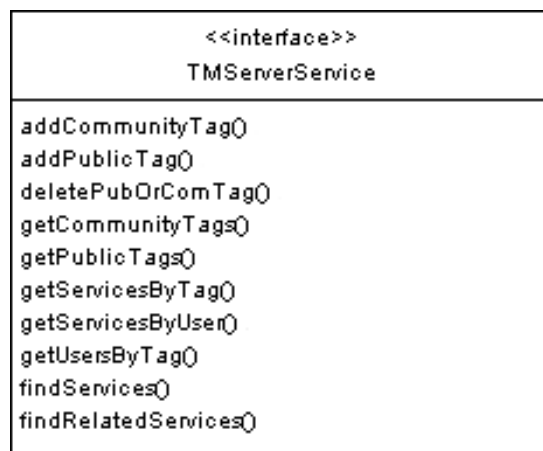 <<interface>>
TMServerService
addCommunityTag()
addPublicTag()
deletePubOrComTag()
getCommunityTags()
getPublicTags()
getServicesByTag()
getServicesByUser()
getUsersByTag()
findServices()
findRelatedServices()